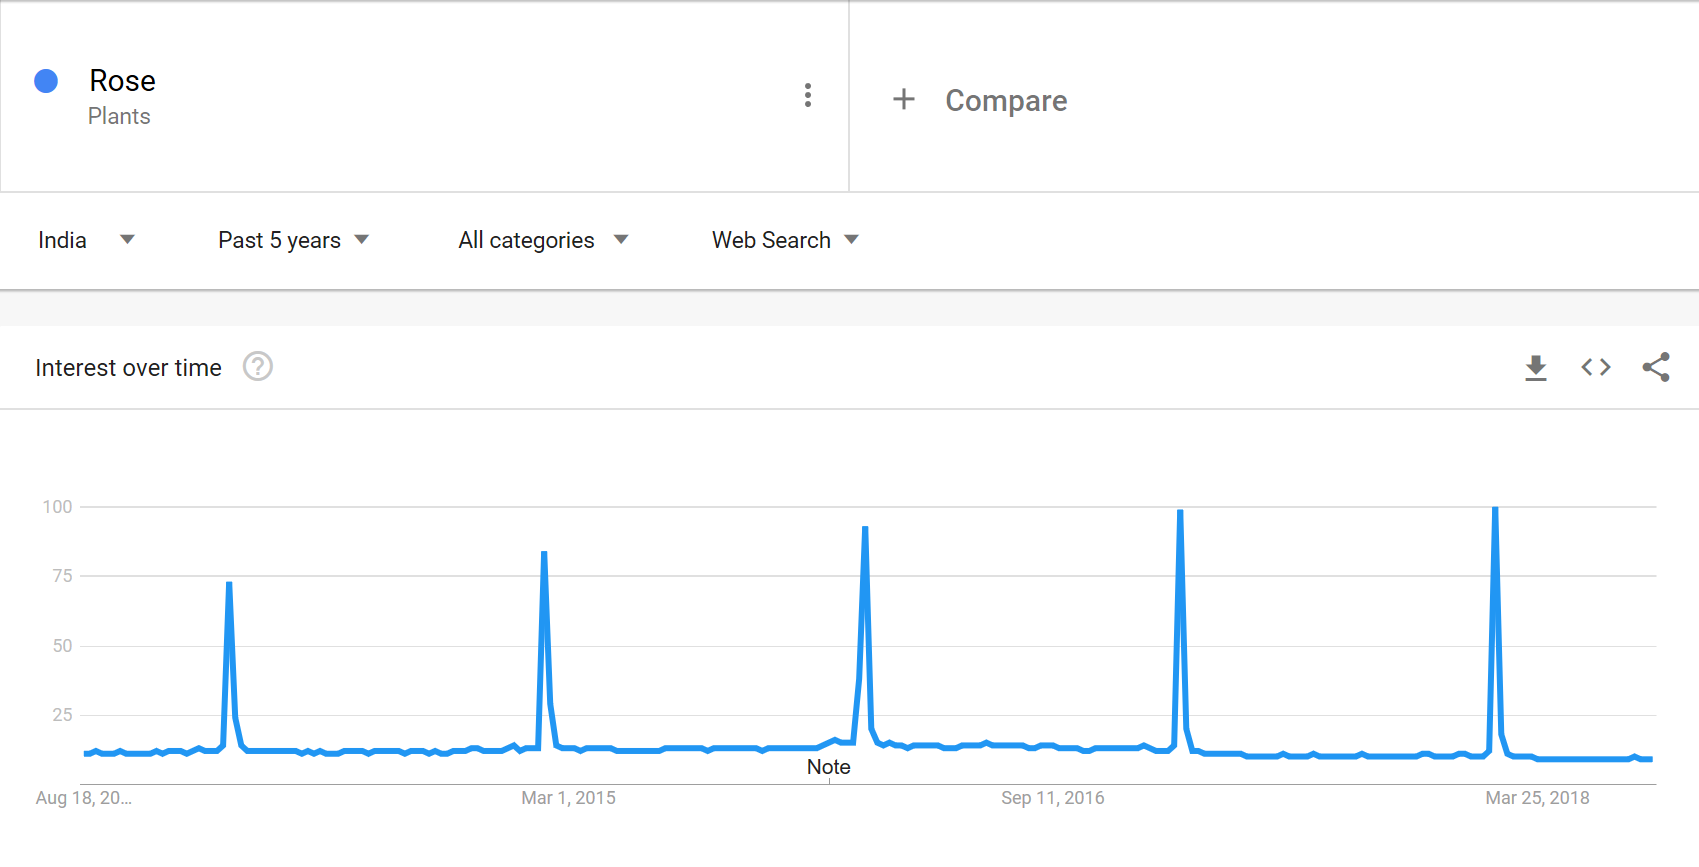 Rose
Plants
+ Compare
India
Past 5 years
All categories
Web Search
Interest over time
?
100
75
50
25
Note
Aug 18, 20...
Mar 1, 2015
Sep 11, 2016
Mar 25, 2018